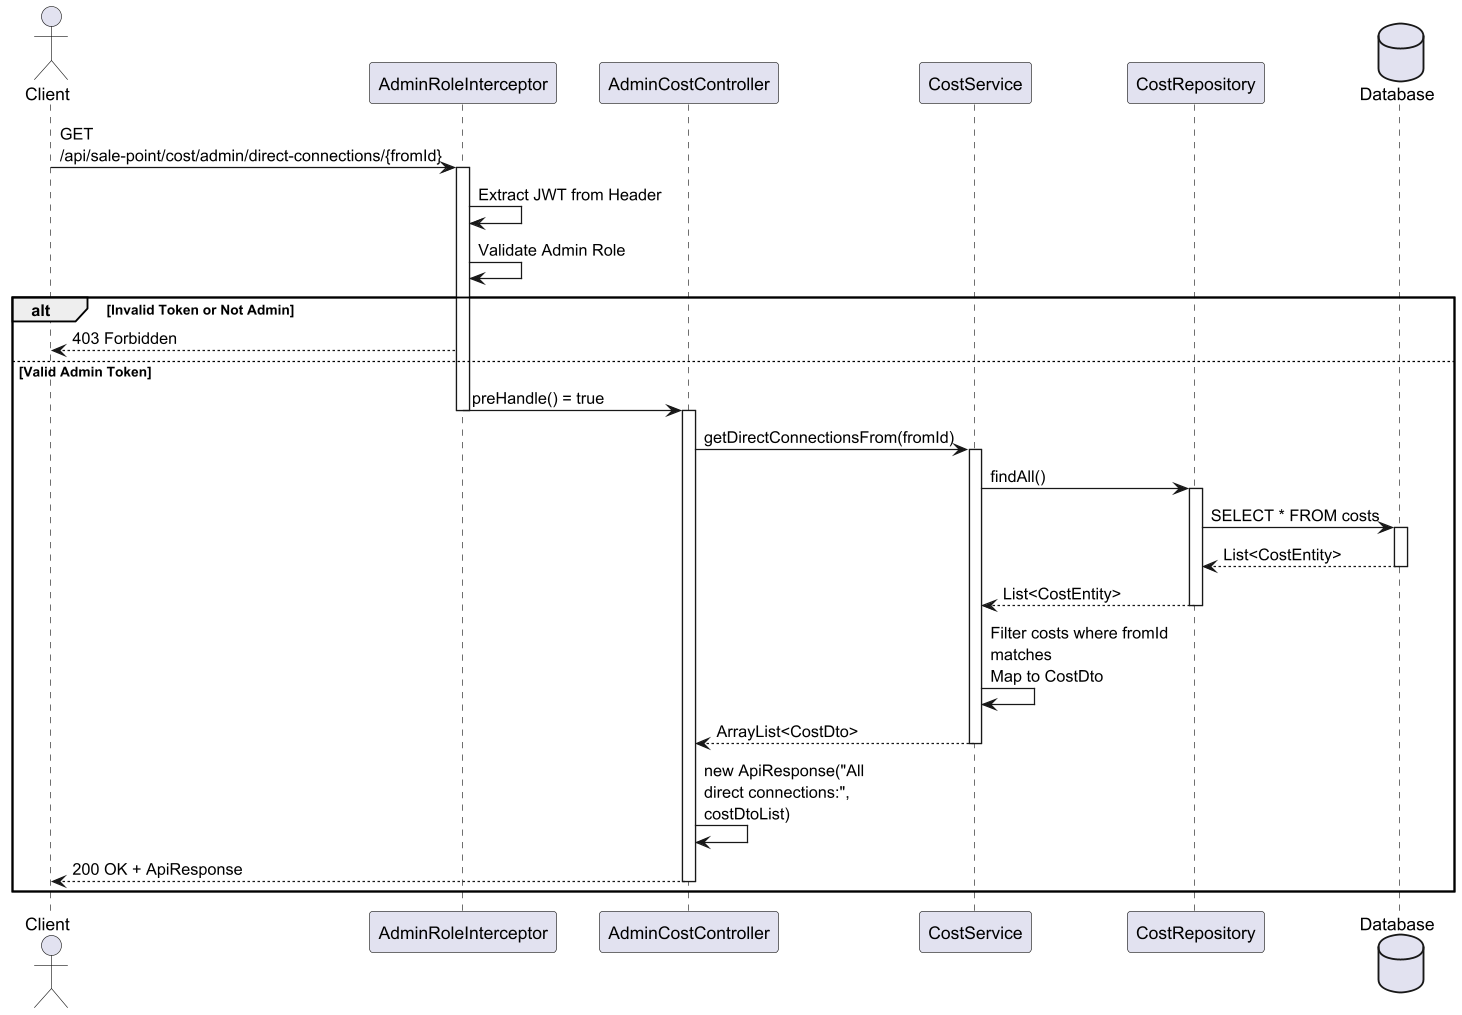 Client
AdminRoleInterceptor
AdminCostController
CostService
CostRepository
Database
GET
/api/sale-point/cost/admin/direct-connections/{fromId}
Extract JWT from Header
Validate Admin Role
alt
[Invalid Token or Not Admin]
403 Forbidden
[Valid Admin Token]
preHandle() = true
getDirectConnectionsFrom(fromId)
findAll()
SELECT * FROM costs
List<CostEntity>
List<CostEntity>
Filter costs where fromId
matches
Map to CostDto
ArrayList<CostDto>
new ApiResponse("All
direct connections:",
costDtoList)
200 OK + ApiResponse
Client
AdminRoleInterceptor
AdminCostController
CostService
CostRepository
Database